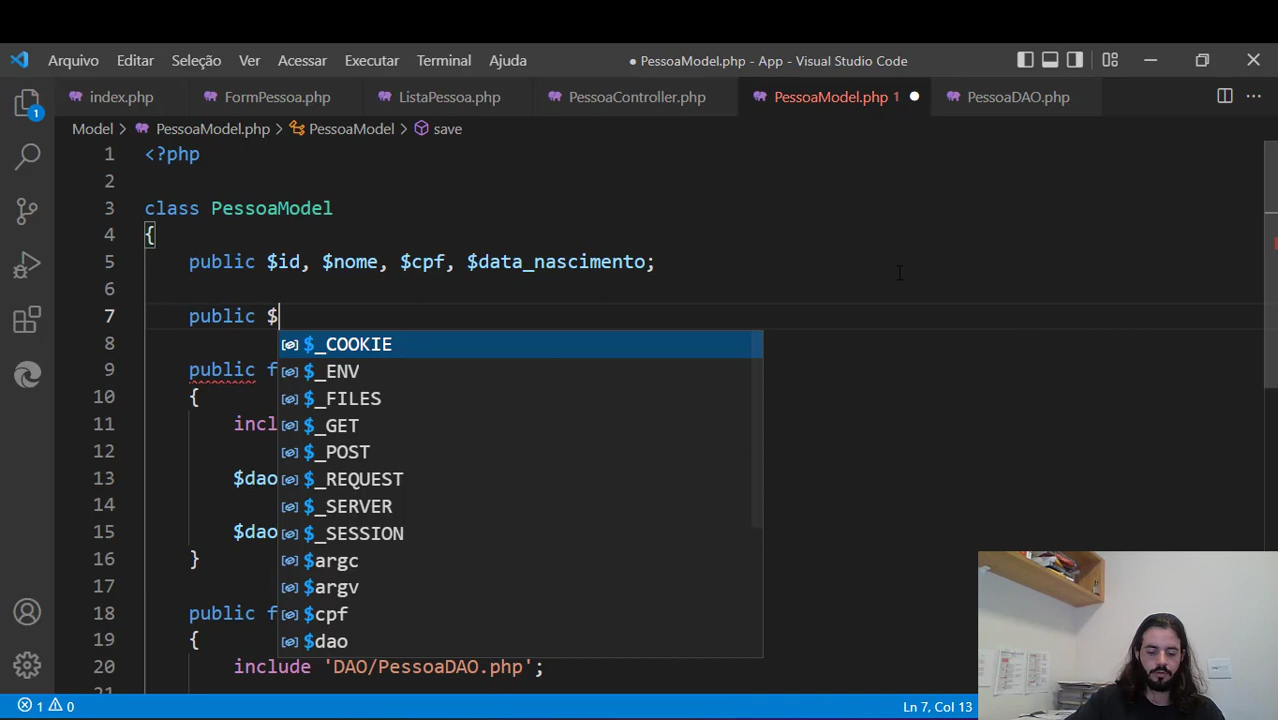 Arquivo Editar Seleção Ver Acessar Executar Terminal Ajuda ● PessoaModel.php - App - Visual Studio Code
index.php FormPessoa.php ListaPessoa.php PessoaController.php PessoaModel.php 1 PessoaDAO.php ...
1 Model > PessoaModel.php > PessoaModel > save
1 <?php
2
3 class PessoaModel
4 {
5 public $id, $nome, $cpf, $data_nascimento;
6
7 public $
8 $_COOKIE
9 public f $_ENV
10 { $_FILES
11 incl $_GET
12 $_POST
13 $dao $_REQUEST
14 $_SERVER
15 $dao $_SESSION
16 } $argc
17 $argv
18 public f $cpf
19 { $dao
20 include 'DAO/PessoaDAO.php';
21
1 0 Ln 7, Col 13